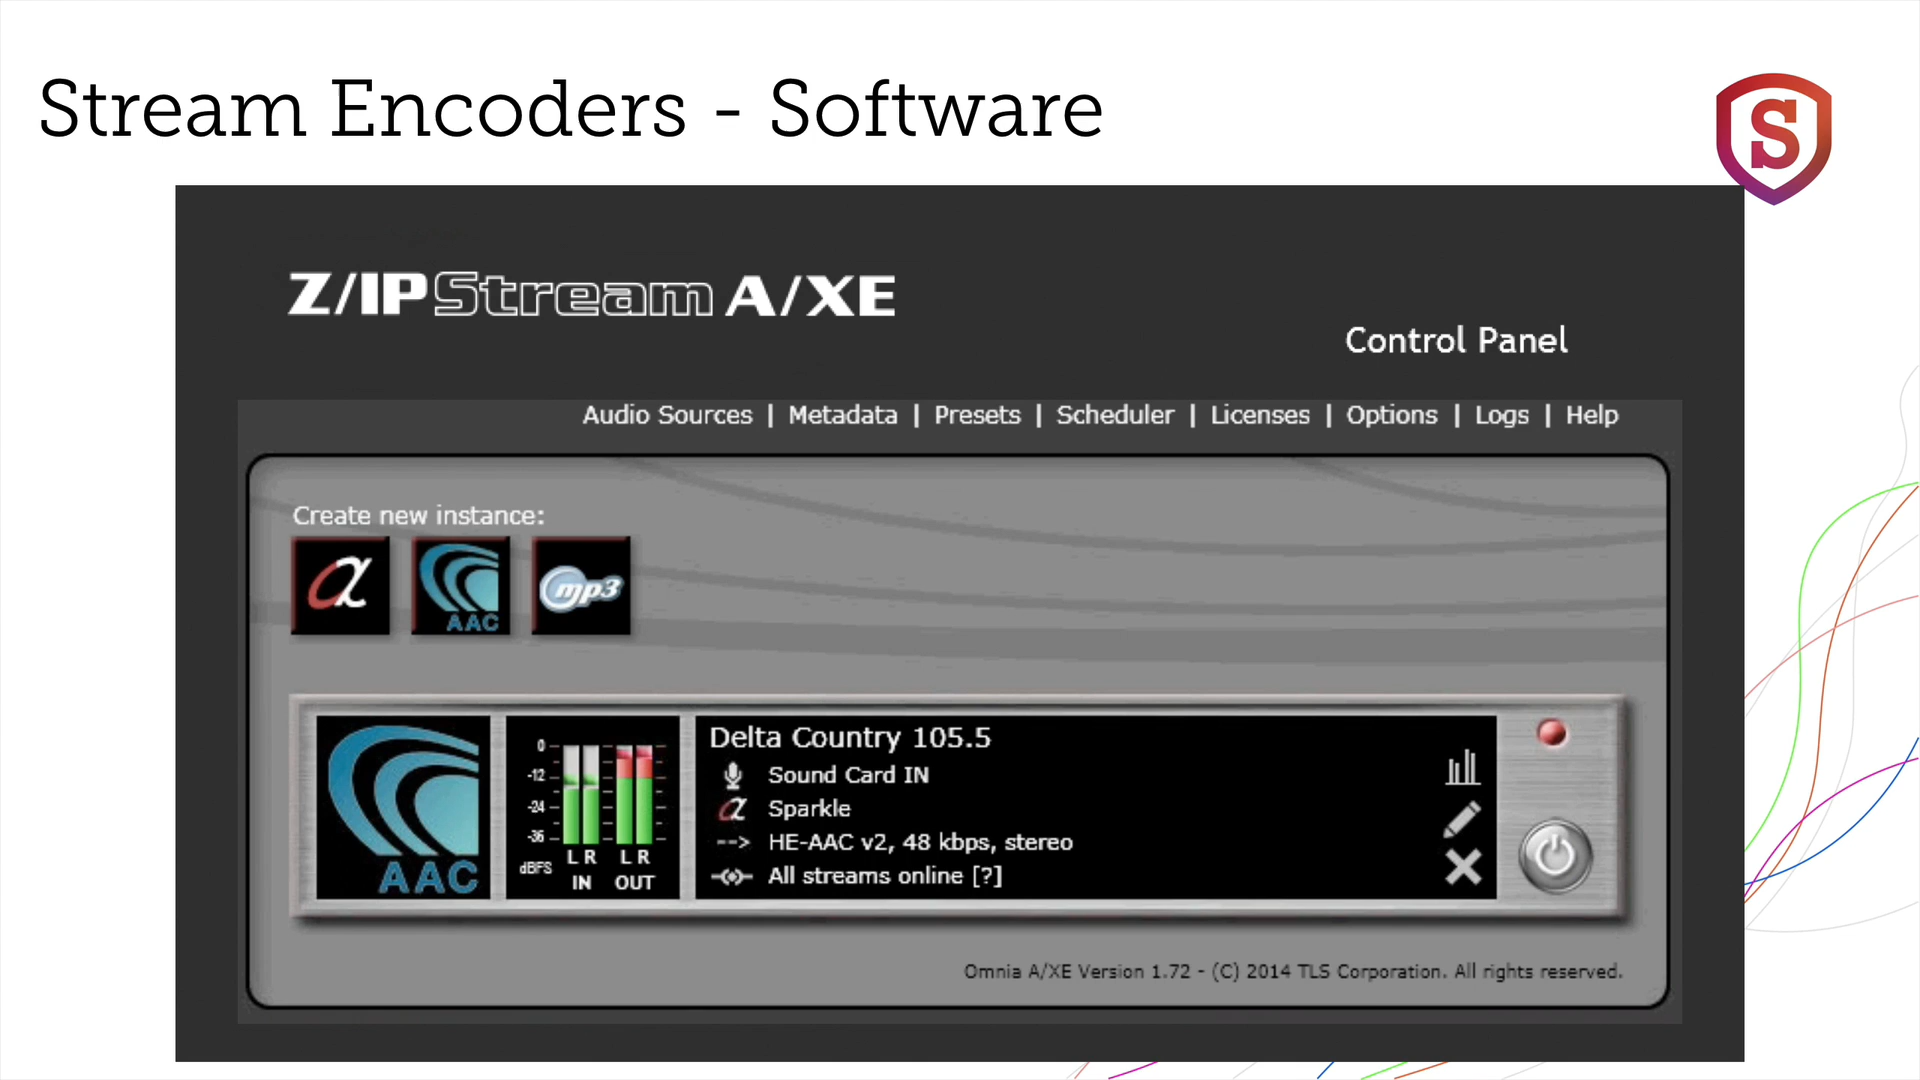 Stream Encoders - Software
S
Z/IPStream A/XE
Control Panel
Audio Sources | Metadata | Presets | Scheduler | Licenses | Options | Logs | Help
Create new instance:
α
AAC
mp3
AAC
0
-12
-24
-36
dBFS
L R L R
IN OUT
Delta Country 105.5
Sound Card IN
α Sparkle
--> HE-AAC v2, 48 kbps, stereo
All streams online [?]
Omnia A/XE Version 1.72 - (C) 2014 TLS Corporation. All rights reserved.